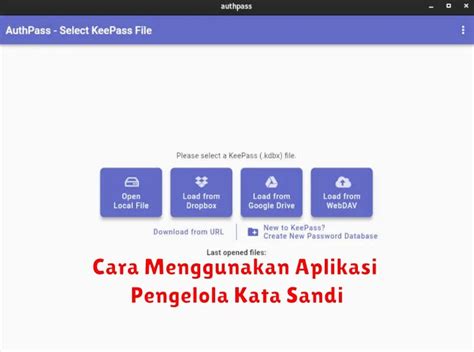 authpass
AuthPass - Select KeePass File
Please select a KeePass (.kdbx) file.
Open
Local File
Load from
Dropbox
Load from
Google Drive
Load from
WebDAV
Download from URL
New to KeePass?
Create New Password Database
Last opened files:
Cara Menggunakan Aplikasi
Pengelola Kata Sandi